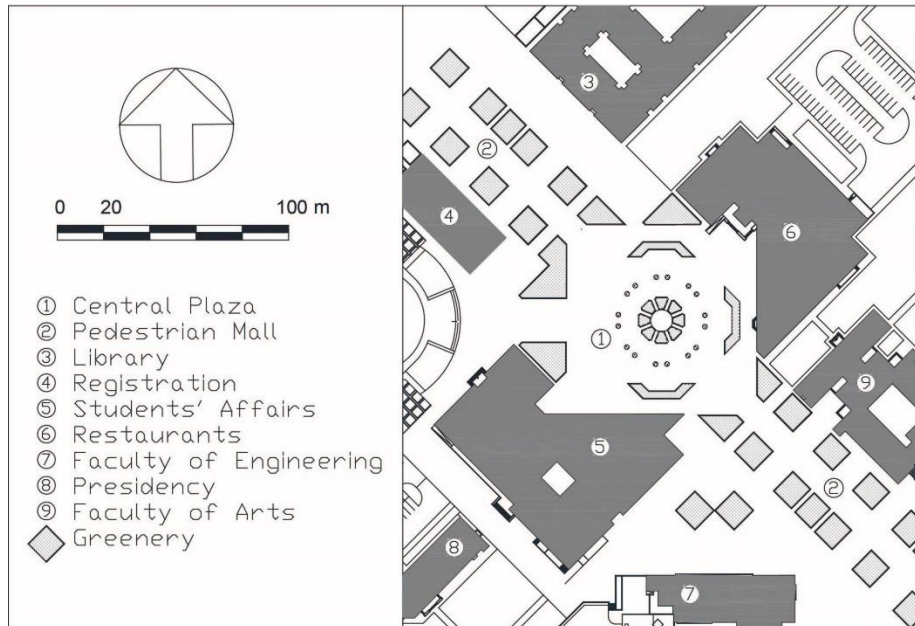 0 20 100 m
① Central Plaza
② Pedestrian Mall
③ Library
④ Registration
⑤ Students' Affairs
⑥ Restaurants
⑦ Faculty of Engineering
⑧ Presidency
⑨ Faculty of Arts
Greenery
③
②
④
⑥
①
⑨
⑤
②
⑧
⑦